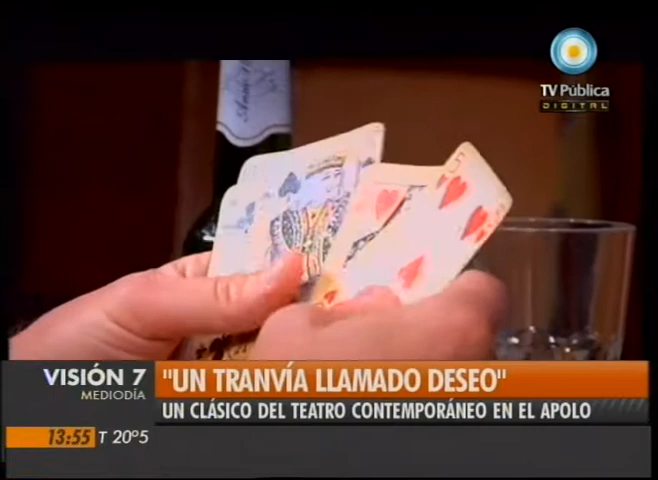 TV Pública
DIGITAL
5
VISIÓN 7
MEDIODÍA
"UN TRANVÍA LLAMADO DESEO"
UN CLÁSICO DEL TEATRO CONTEMPORÁNEO EN EL APOLO
13:55 T 20º5